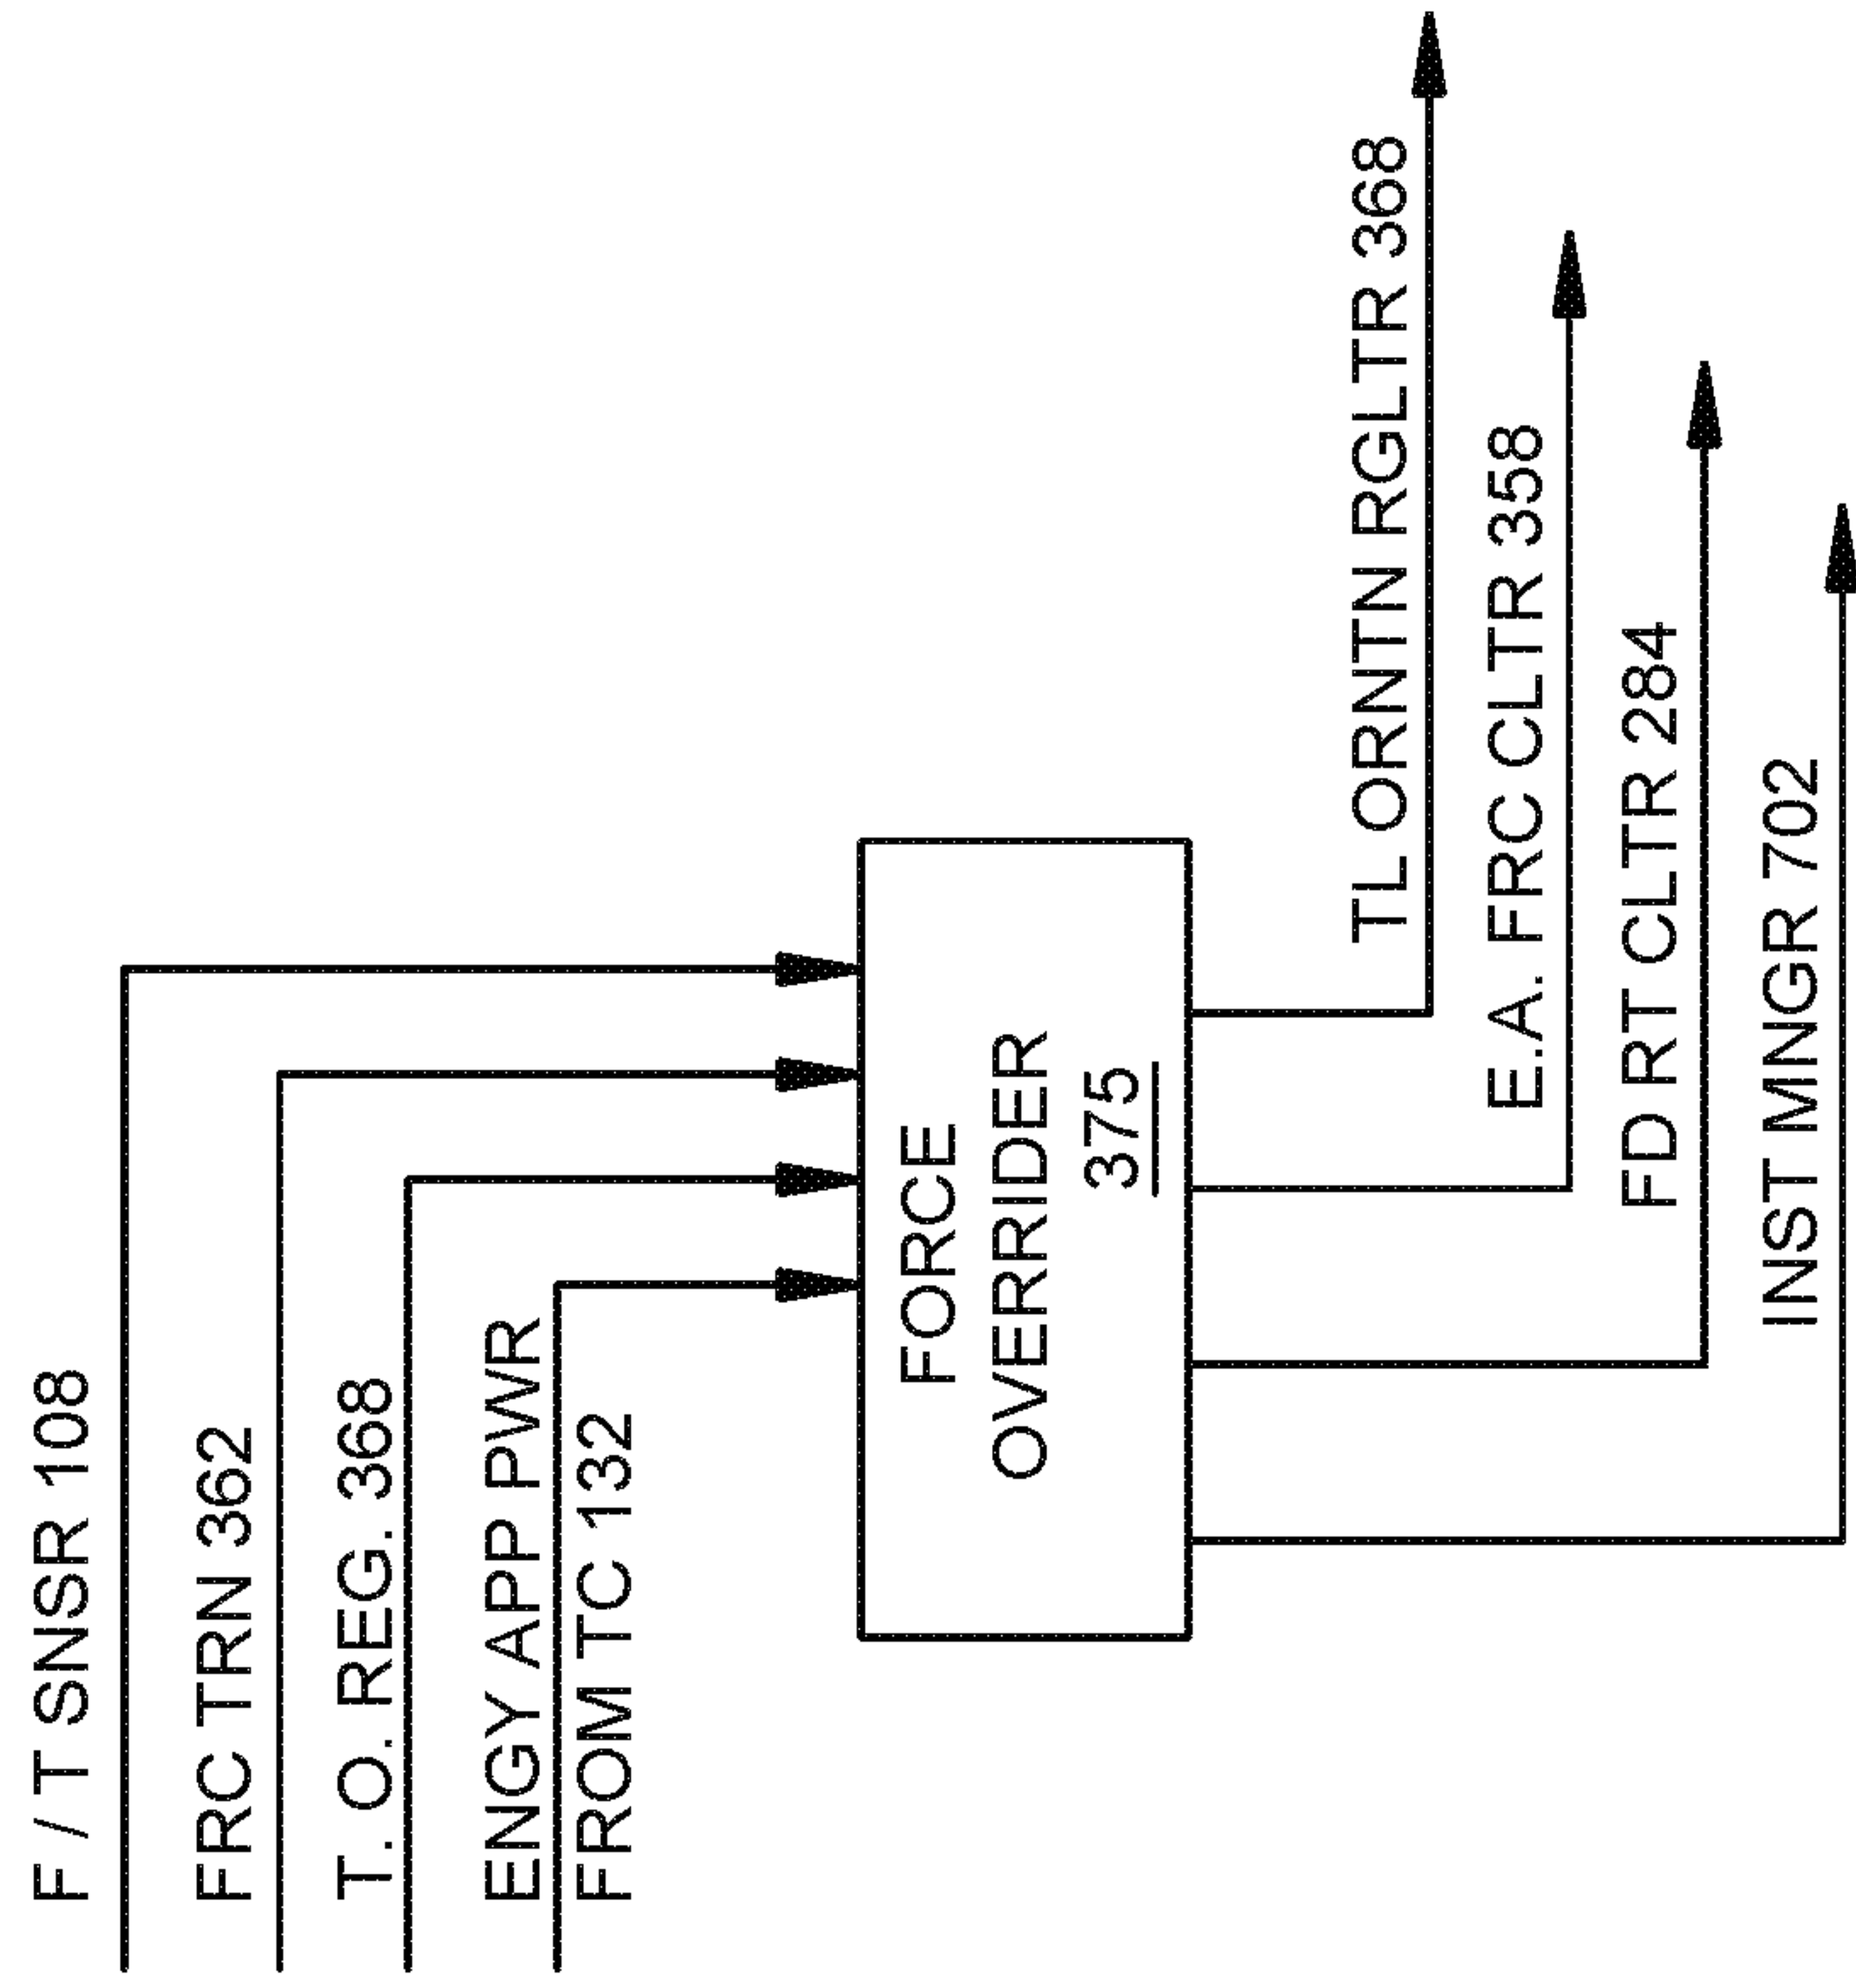 F / T SNSR 108
FRC TRN 362
T. O. REG. 368
ENGY APP PWR
FROM TC 132
FORCE
OVERRIDER
375
TL ORNTN RGLTR 368
E.A. FRC CLTR 358
FD RT CLTR 284
INST MNGR 702